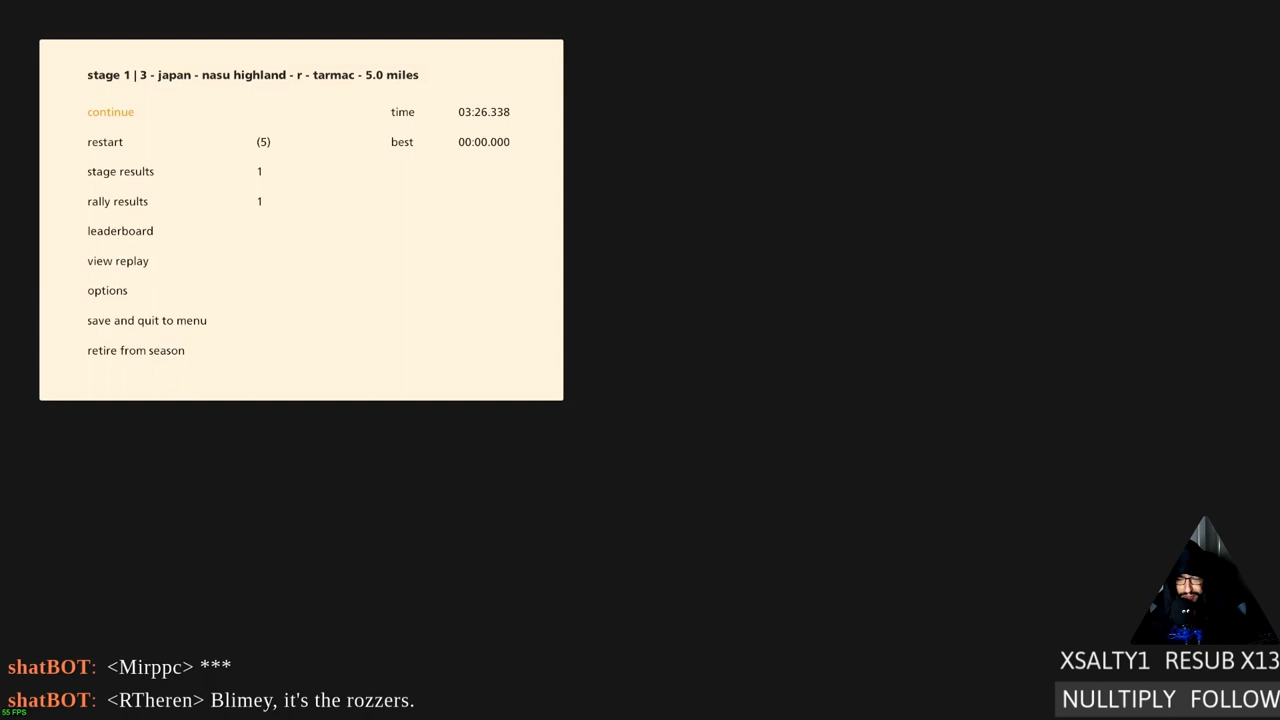 stage 1 | 3 - japan - nasu highland - r - tarmac - 5.0 miles
continue time 03:26.338
restart (5) best 00:00.000
stage results 1
rally results 1
leaderboard
view replay
options
save and quit to menu
retire from season
XSALTY1 RESUB X13
shatBOT: <Mirppc> ***
NULLTIPLY FOLLOW
shatBOT: <RTheren> Blimey, it's the rozzers.
55 FPS